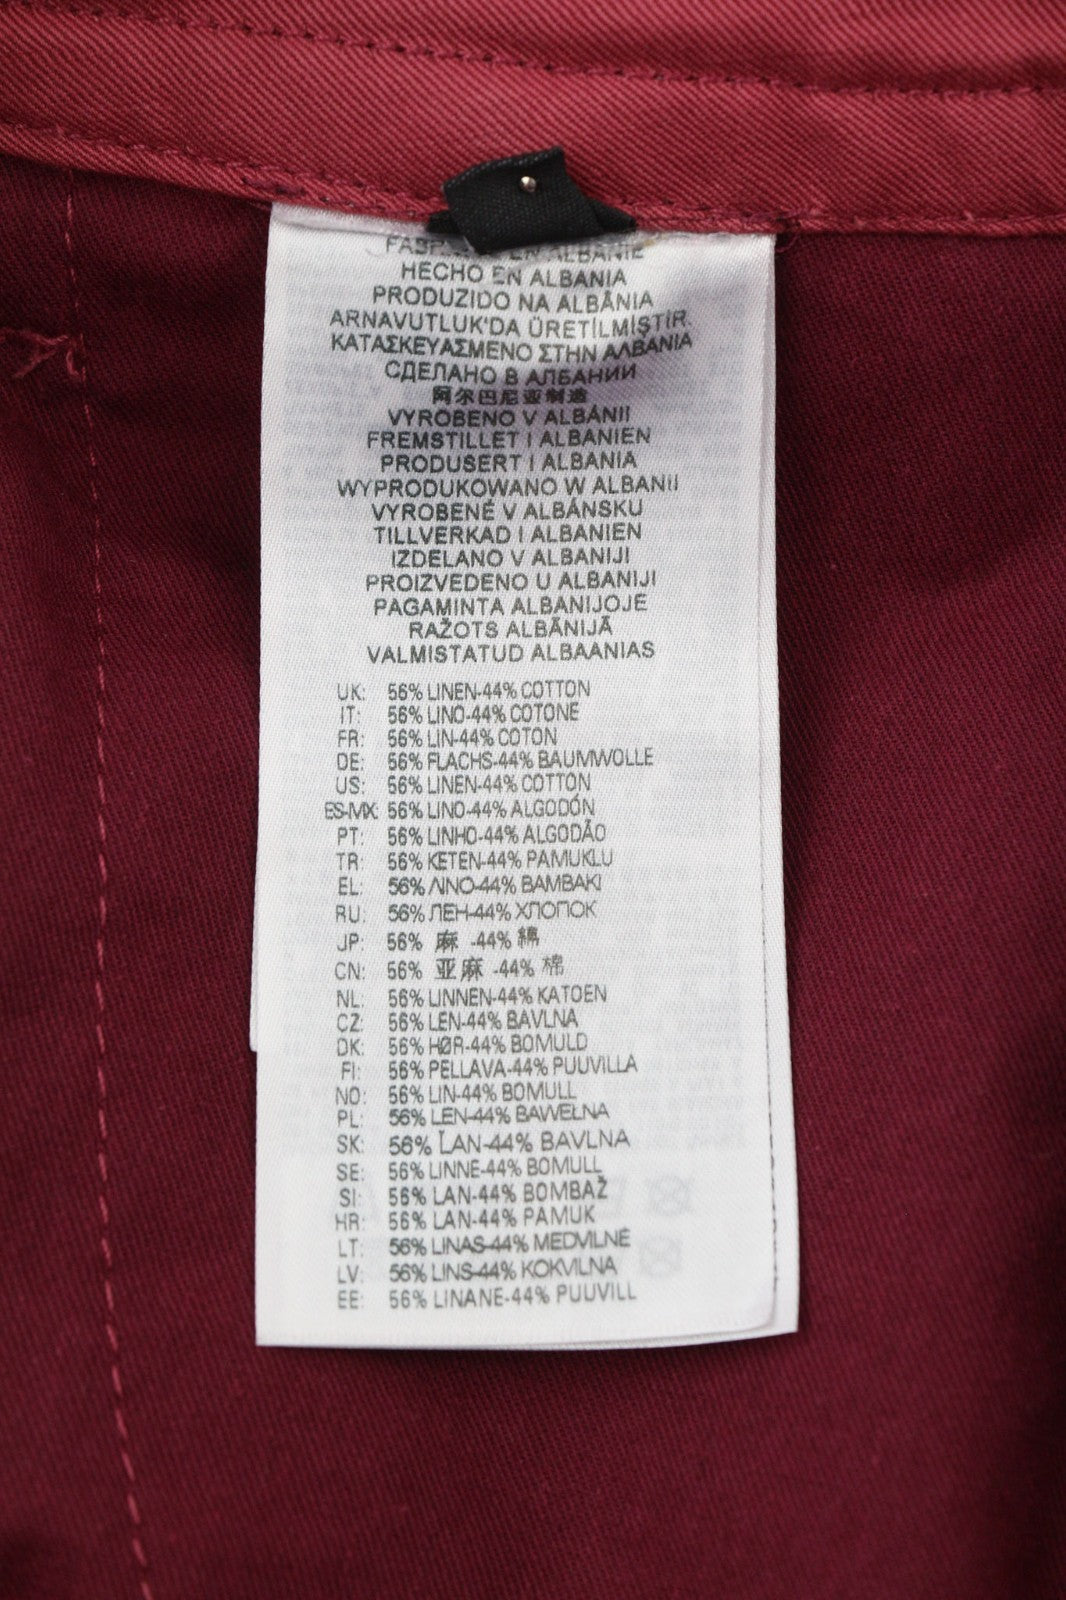 EN ALBANIE
HECHO EN ALBANIA
PRODUZIDO NA ALBÂNIA
ARNAVUTLUK'DA ÜRETİLMİŞTİR
ΚΑΤΑΣΚΕΥΑΣΜΕΝΟ ΣΤΗΝ ΑΛΒΑΝΙΑ
СДЕЛАНО В АЛБАНИИ
阿尔巴尼亚制造
VYROBENO V ALBÁNII
FREMSTILLET I ALBANIEN
PRODUSERT I ALBANIA
WYPRODUKOWANO W ALBANII
VYROBENÉ V ALBÁNSKU
TILLVERKAD I ALBANIEN
IZDELANO V ALBANIJI
PROIZVEDENO U ALBANIJI
PAGAMINTA ALBANIJOJE
RAŽOTS ALBĀNIJĀ
VALMISTATUD ALBAANIAS
UK: 56% LINEN-44% COTTON
IT: 56% LINO-44% COTONE
FR: 56% LIN-44% COTON
DE: 56% FLACHS-44% BAUMWOLLE
US: 56% LINEN-44% COTTON
ES-MX: 56% LINO-44% ALGODÓN
PT: 56% LINHO-44% ALGODÃO
TR: 56% KETEN-44% PAMUKLU
EL: 56% ΛΙΝΟ-44% ΒΑΜΒΑΚΙ
RU: 56% ЛЕН-44% ХЛОПОК
JP: 56% 麻 -44% 綿
CN: 56% 亚麻 -44% 棉
NL: 56% LINNEN-44% KATOEN
CZ: 56% LEN-44% BAVLNA
DK: 56% HØR-44% BOMULD
FI: 56% PELLAVA-44% PUUVILLA
NO: 56% LIN-44% BOMULL
PL: 56% LEN-44% BAWEŁNA
SK: 56% ĽAN-44% BAVLNA
SE: 56% LINNE-44% BOMULL
SI: 56% LAN-44% BOMBAŽ
HR: 56% LAN-44% PAMUK
LT: 56% LINAS-44% MEDVILNĖ
LV: 56% LINS-44% KOKVILNA
EE: 56% LINANE-44% PUUVILL